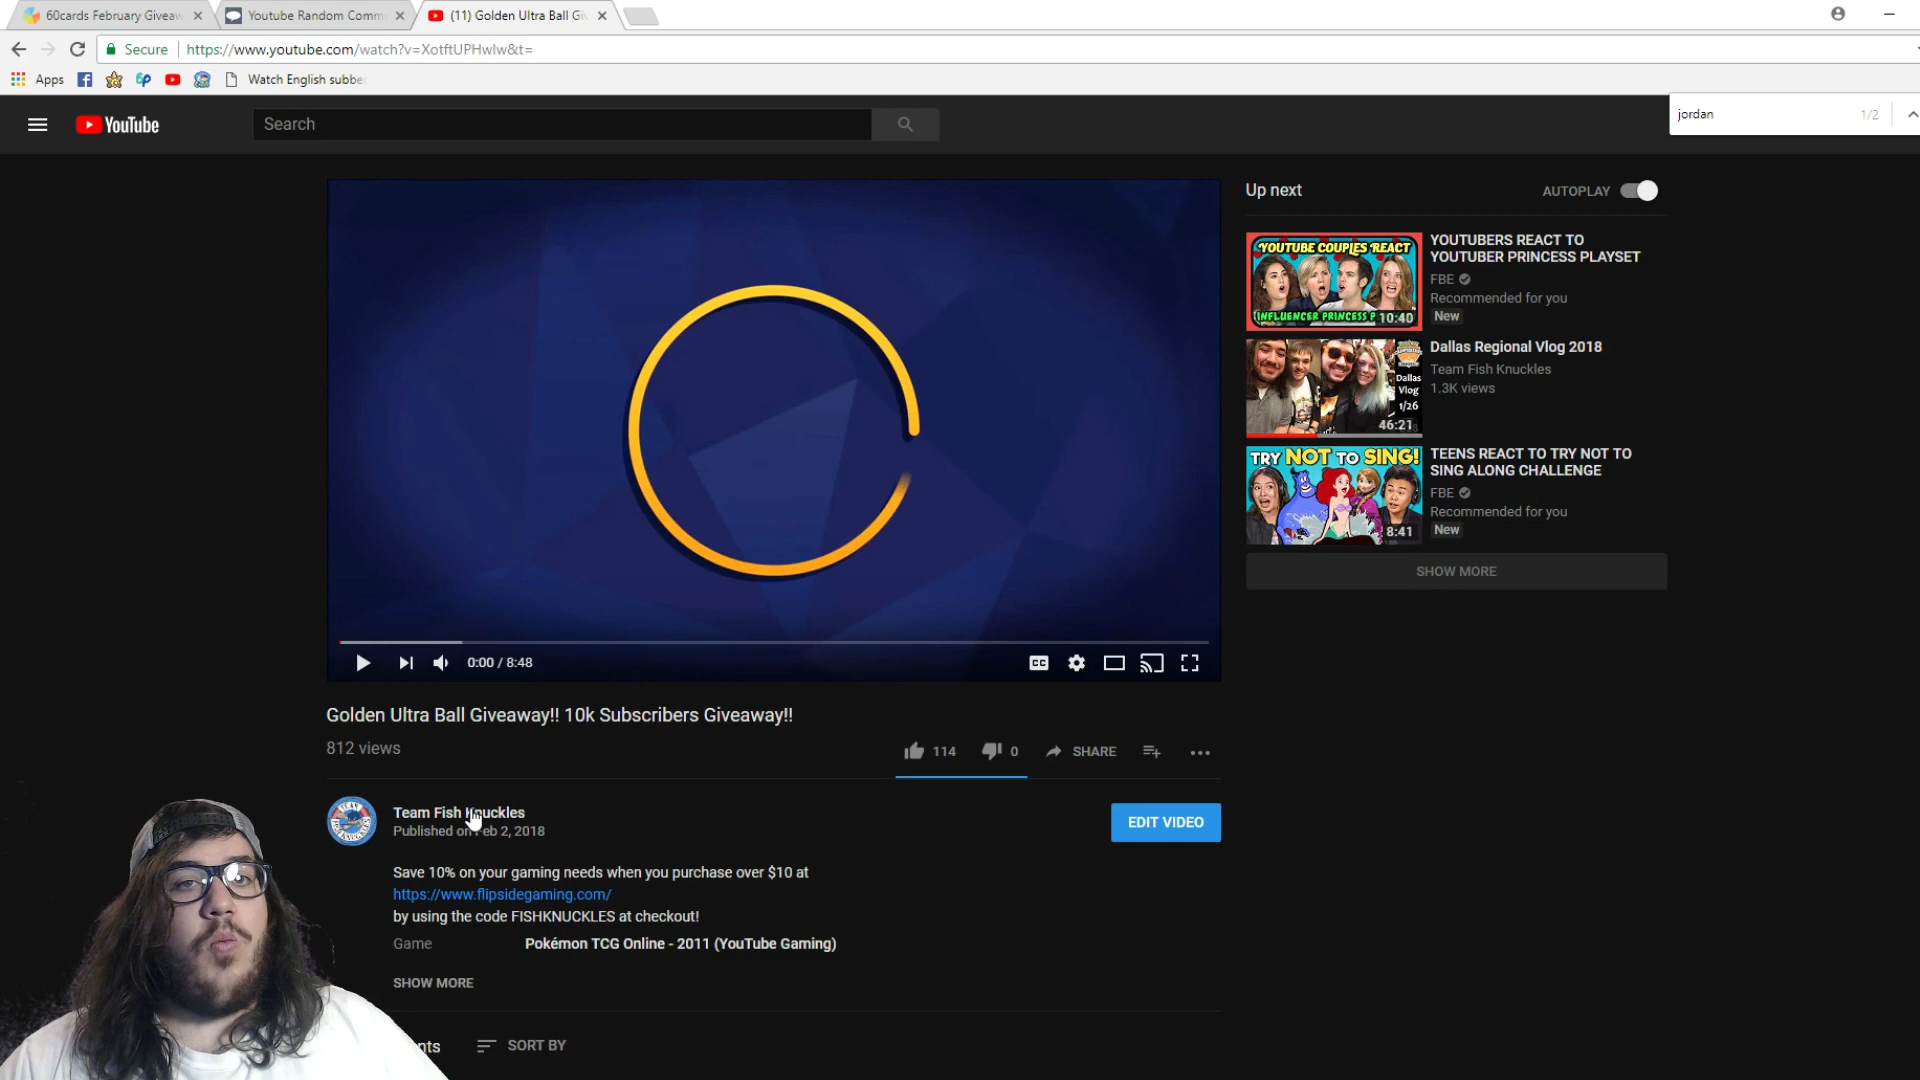 60cards February Giveaw
Youtube Random Comm
(11) Golden Ultra Ball Gi
Secure
https://www.youtube.com/watch?v=XotftUPHwIw&t=
Apps
Watch English subbe
YouTube
Search
jordan
1/2
Up next
AUTOPLAY
YOUTUBE COUPLES REACT
INFLUENCER PRINCESS P
10:40
YOUTUBERS REACT TO
YOUTUBER PRINCESS PLAYSET
FBE
Recommended for you
New
Dallas
Vlog
1/26
46:21
Dallas Regional Vlog 2018
Team Fish Knuckles
1.3K views
TRY NOT TO SING!
8:41
TEENS REACT TO TRY NOT TO
SING ALONG CHALLENGE
FBE
Recommended for you
New
SHOW MORE
0:00 / 8:48
CC
Golden Ultra Ball Giveaway!! 10k Subscribers Giveaway!!
812 views
114
0
SHARE
Team Fish Knuckles
Published on Feb 2, 2018
EDIT VIDEO
Save 10% on your gaming needs when you purchase over $10 at
https://www.flipsidegaming.com/
by using the code FISHKNUCKLES at checkout!
Game
Pokémon TCG Online - 2011 (YouTube Gaming)
SHOW MORE
nts
SORT BY